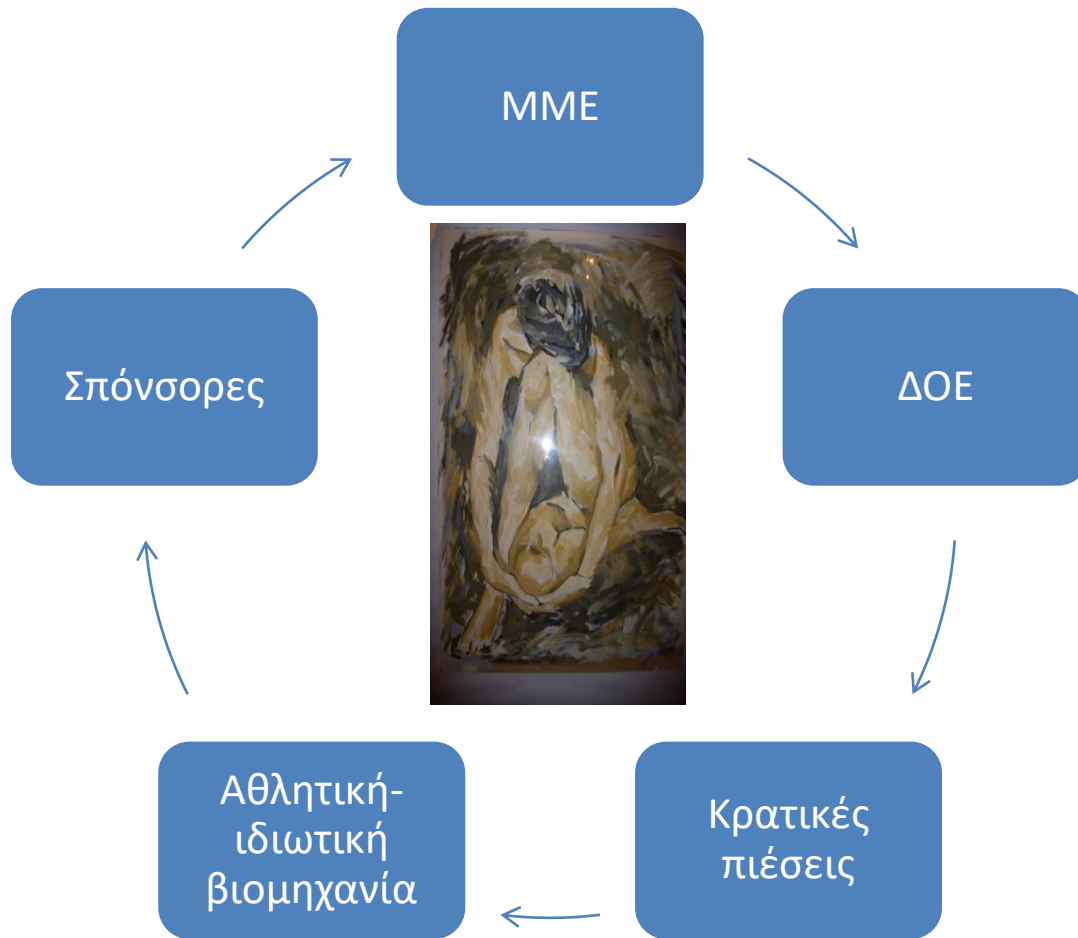 ΜΜΕ
ΔΟΕ
Κρατικές
πιέσεις
Αθλητική-
ιδιωτική
βιομηχανία
Σπόνσορες